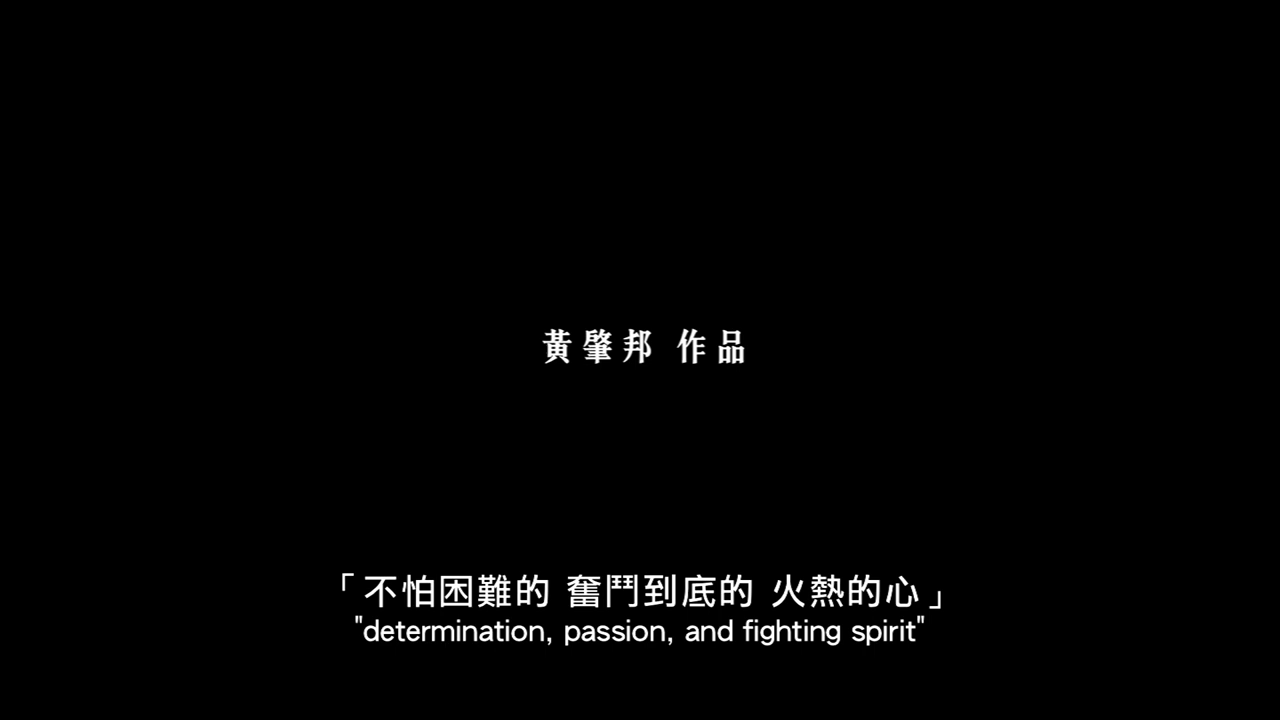 黃肇邦 作品
「不怕困難的 奮鬥到底的 火熱的心」
"determination, passion, and fighting spirit"